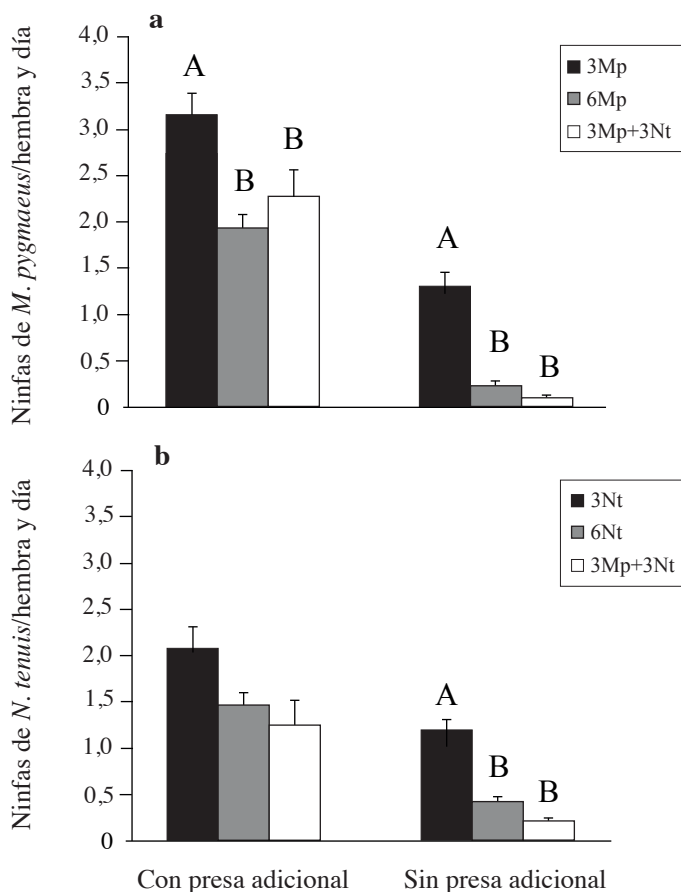 a
Ninfas de M. pygmaeus/hembra y día
4,0
3,5
3,0
2,5
2,0
1,5
1,0
0,5
0
A
B
B
A
B
B
3Mp
6Mp
3Mp+3Nt
b
Ninfas de N. tenuis/hembra y día
4,0
3,5
3,0
2,5
2,0
1,5
1,0
0,5
0
A
B
B
3Nt
6Nt
3Mp+3Nt
Con presa adicional
Sin presa adicional